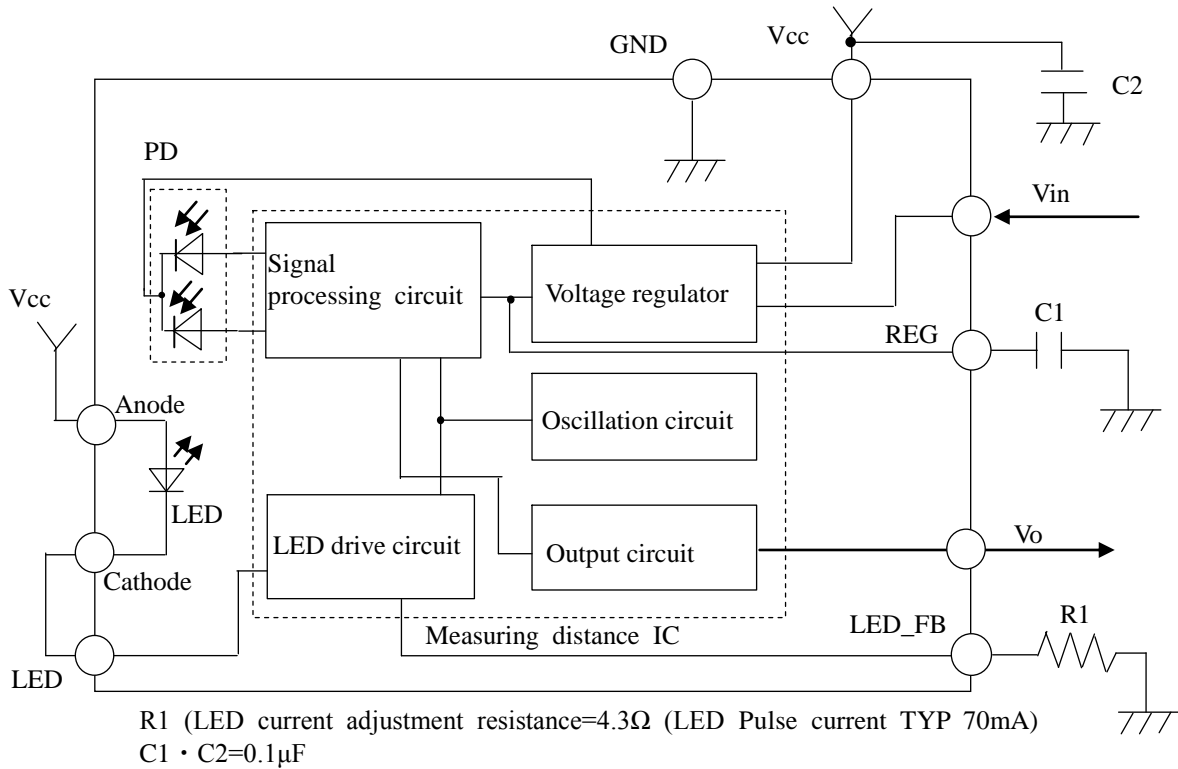 GND
Vcc
C2
PD
Vin
Signal
processing circuit
Voltage regulator
Vcc
C1
REG
Anode
Oscillation circuit
LED
LED drive circuit
Output circuit
Vo
Cathode
R1
LED_FB
Measuring distance IC
LED
R1 (LED current adjustment resistance=4.3Ω (LED Pulse current TYP 70mA)
C1・C2=0.1μF